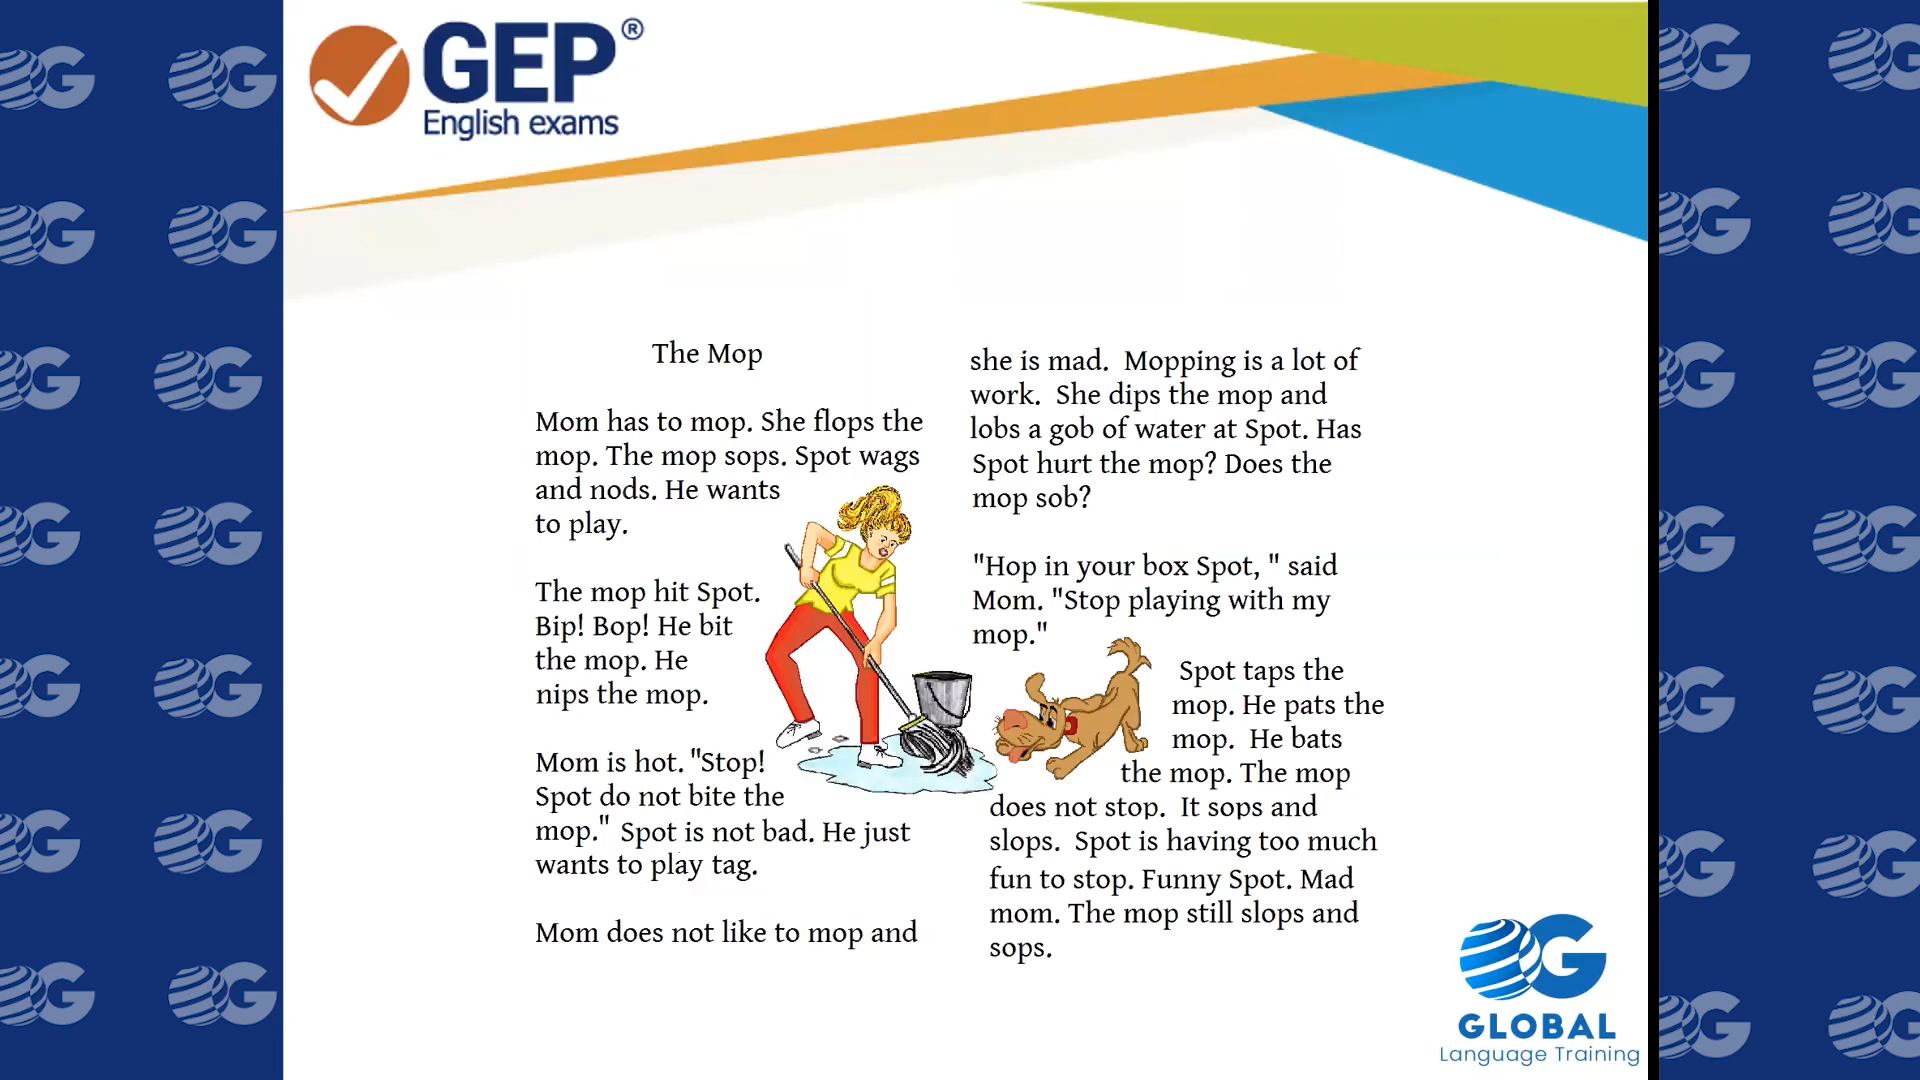 GEP®
English exams
The Mop
Mom has to mop. She flops the
mop. The mop sops. Spot wags
and nods. He wants
to play.
The mop hit Spot.
Bip! Bop! He bit
the mop. He
nips the mop.
Mom is hot. "Stop!
Spot do not bite the
mop." Spot is not bad. He just
wants to play tag.
Mom does not like to mop and
she is mad. Mopping is a lot of
work. She dips the mop and
lobs a gob of water at Spot. Has
Spot hurt the mop? Does the
mop sob?
"Hop in your box Spot, " said
Mom. "Stop playing with my
mop."
Spot taps the
mop. He pats the
mop. He bats
the mop. The mop
does not stop. It sops and
slops. Spot is having too much
fun to stop. Funny Spot. Mad
mom. The mop still slops and
sops.
G
GLOBAL
Language Training